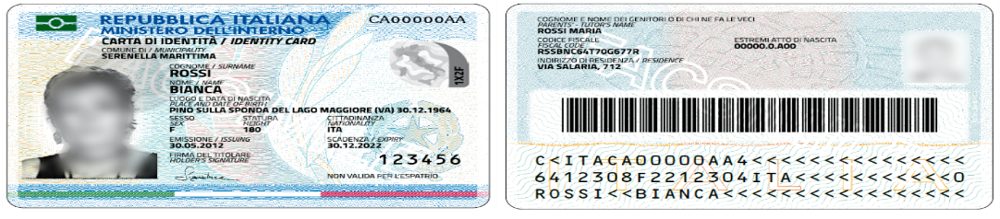 REPUBBLICA ITALIANA
CA00000AA
MINISTERO DELL'INTERNO
CARTA DI IDENTITÀ / IDENTITY CARD
COMUNE DI / MUNICIPALITY
SERENELLA MARITTIMA
COGNOME / SURNAME
ROSSI
NOME / NAME
BIANCA
LUOGO E DATA DI NASCITA
PLACE AND DATE OF BIRTH
PINO SULLA SPONDA DEL LAGO MAGGIORE (VA) 30.12.1964
SESSO STATURA CITTADINANZA
SEX HEIGHT NATIONALITY
F 180 ITA
EMISSIONE / ISSUING SCADENZA / EXPIRY
30.05.2012 30.12.2022
FIRMA DEL TITOLARE
HOLDER'S SIGNATURE
123456
NON VALIDA PER L'ESPATRIO
1X2F
COGNOME E NOME DEI GENITORI O DI CHI NE FA LE VECI
PARENTS' - TUTOR'S NAME
ROSSI MARIA
CODICE FISCALE ESTREMI ATTO DI NASCITA
FISCAL CODE 00000.0.A00
RSSBNC64T70G677R
INDIRIZZO DI RESIDENZA / RESIDENCE
VIA SALARIA, 712
C<ITACA00000AA4<<<<<<<<<<<<<<<
6412308F2212304ITA<<<<<<<<<<<0
ROSSI<<BIANCA<<<<<<<<<<<<<<<<<